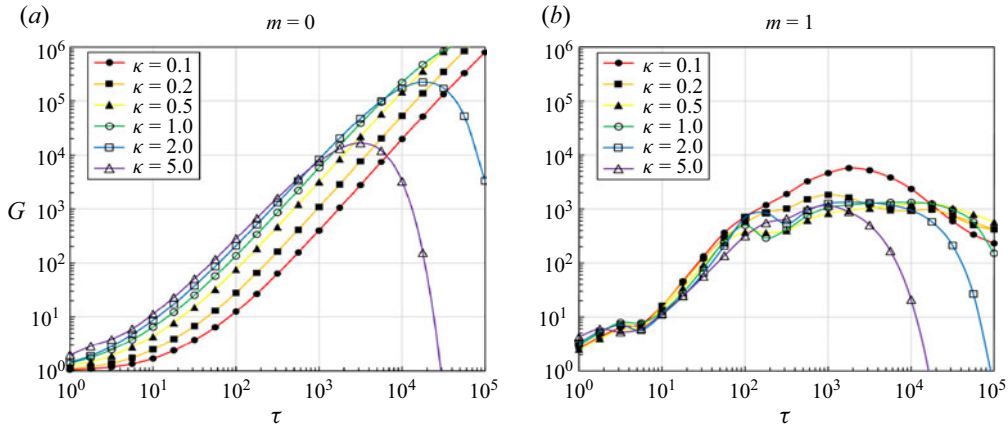 (a) m = 0
10^6
10^5
10^4
10^3
10^2
10^1
10^0
G
κ = 0.1
κ = 0.2
κ = 0.5
κ = 1.0
κ = 2.0
κ = 5.0
10^0 10^1 10^2 10^3 10^4 10^5
τ
(b) m = 1
10^6
10^5
10^4
10^3
10^2
10^1
10^0
κ = 0.1
κ = 0.2
κ = 0.5
κ = 1.0
κ = 2.0
κ = 5.0
10^0 10^1 10^2 10^3 10^4 10^5
τ